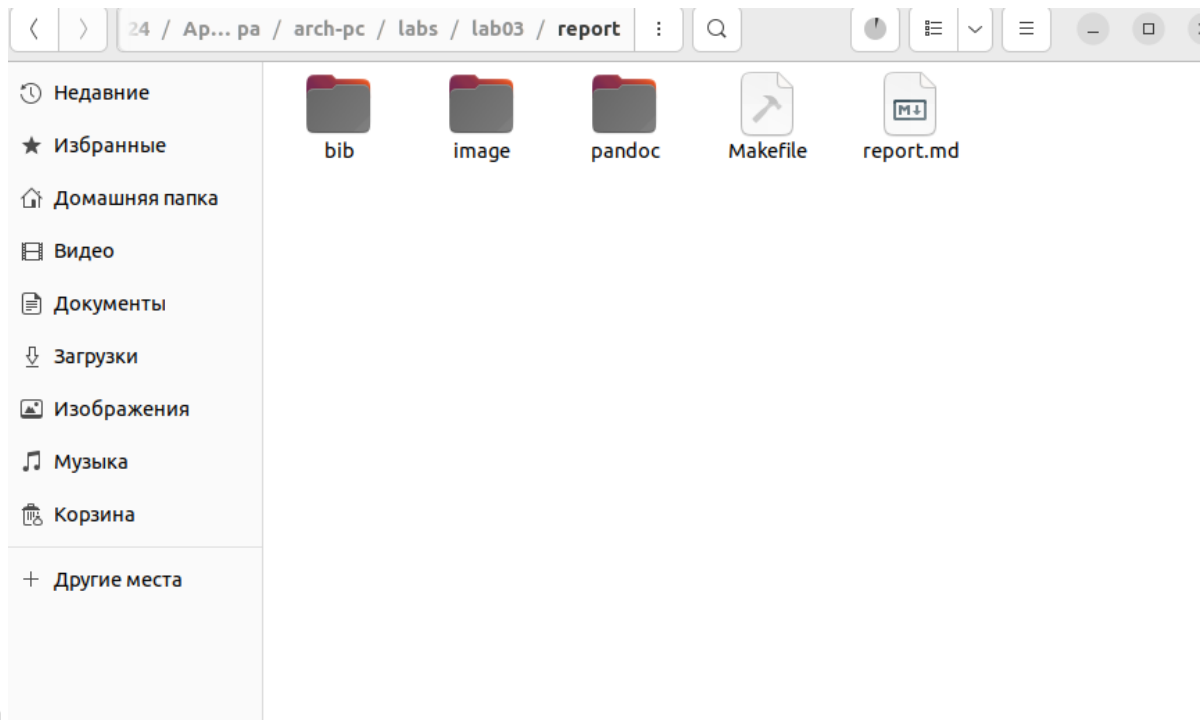 24 / Ap... pa / arch-pc / labs / lab03 / report
Недавние
Избранные
Домашняя папка
Видео
Документы
Загрузки
Изображения
Музыка
Корзина
Другие места
bib
image
pandoc
Makefile
M↓
report.md